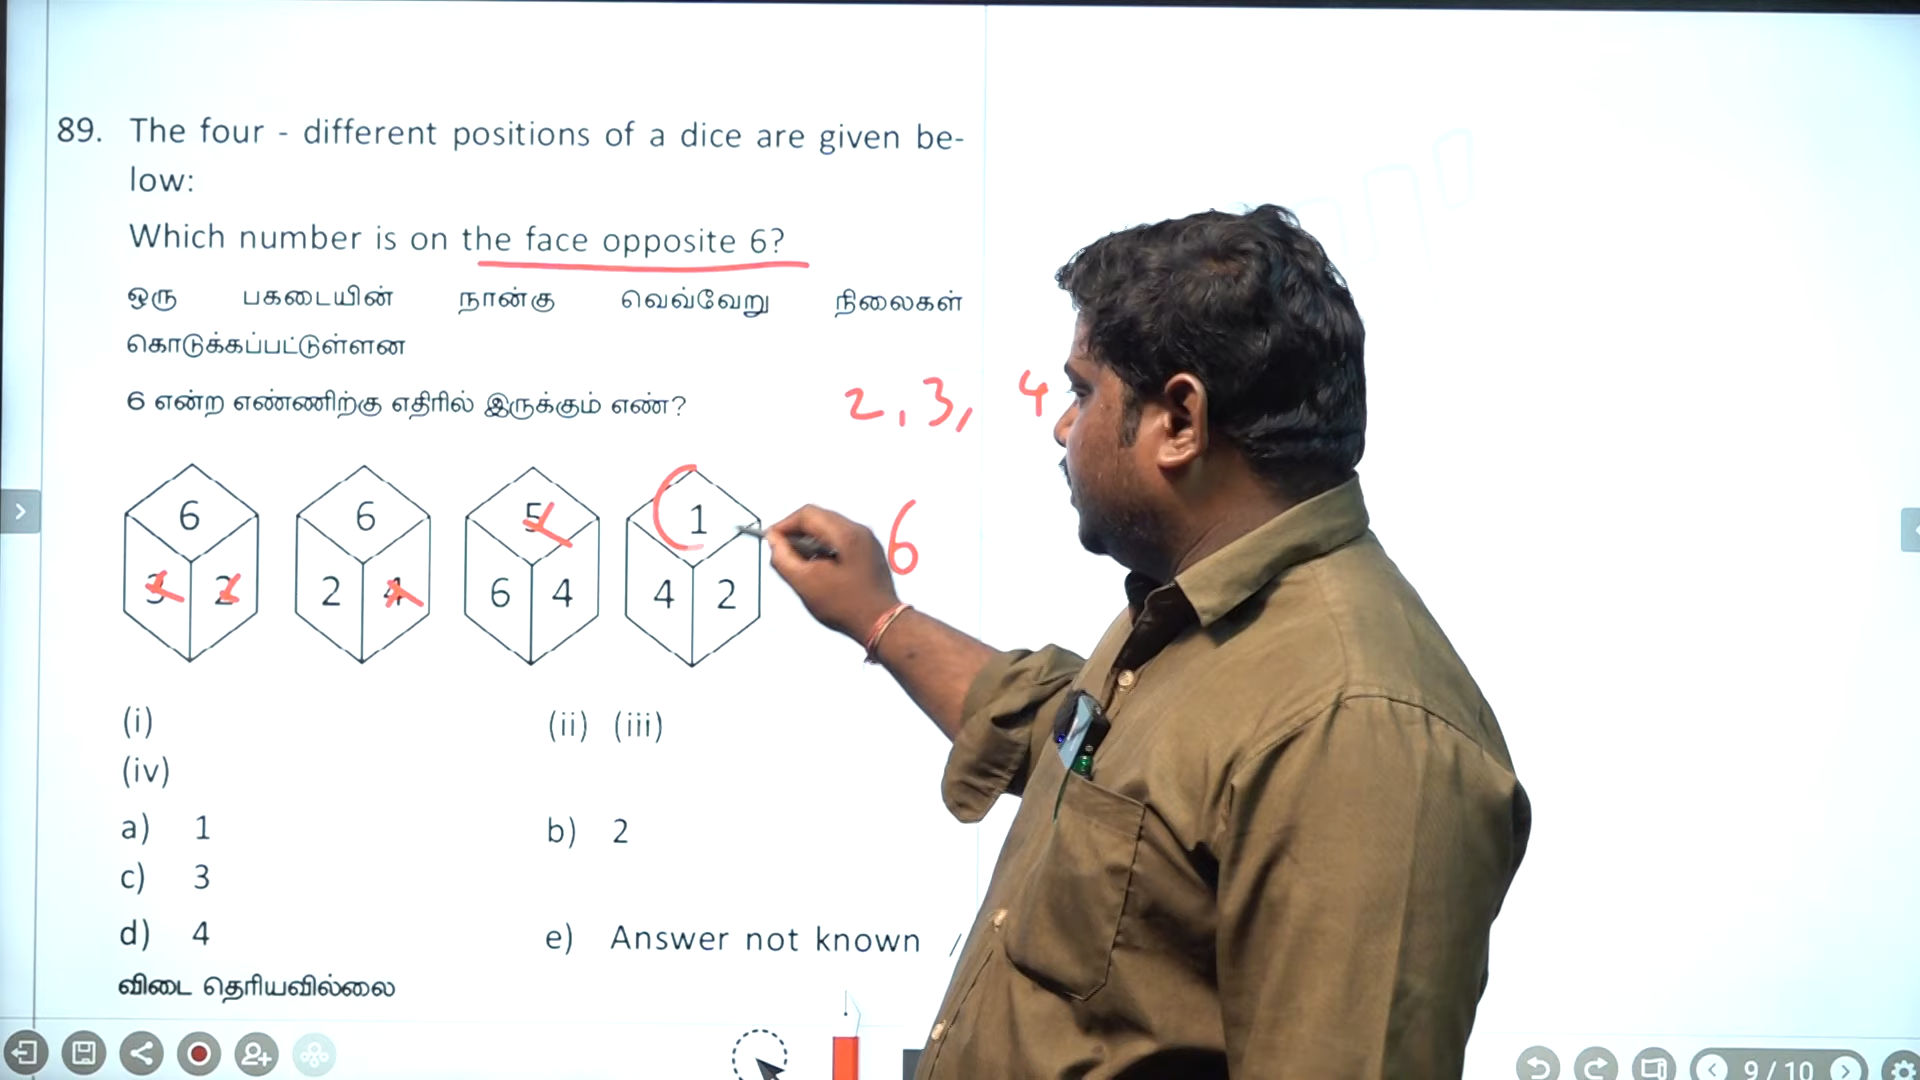 89. The four - different positions of a dice are given be-
low:
Which number is on the face opposite 6?
ஒரு பகடையின் நான்கு வெவ்வேறு நிலைகள்
கொடுக்கப்பட்டுள்ளன
6 என்ற எண்ணிற்கு எதிரில் இருக்கும் எண்?
2, 3, 4
6 6 5 1
3 2 2 4 6 4 4 2
6
(i) (ii) (iii)
(iv)
a) 1 b) 2
c) 3
d) 4 e) Answer not known /
விடை தெரியவில்லை
9 / 10